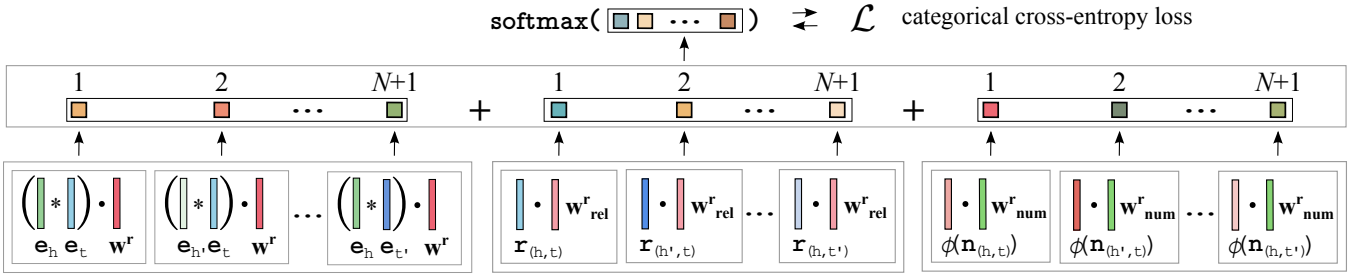 softmax( ... ) ⇄ ℒ categorical cross-entropy loss
1 2 N+1 1 2 N+1 1 2 N+1
... + ... + ...
( * ) · ( * ) · ... ( * ) · · w^r_rel · w^r_rel ... · w^r_rel · w^r_num · w^r_num ... · w^r_num
e_h e_t w^r e_h' e_t w^r e_h e_t' w^r r_(h,t) r_(h',t) r_(h,t') ϕ(n_(h,t)) ϕ(n_(h',t)) ϕ(n_(h,t'))